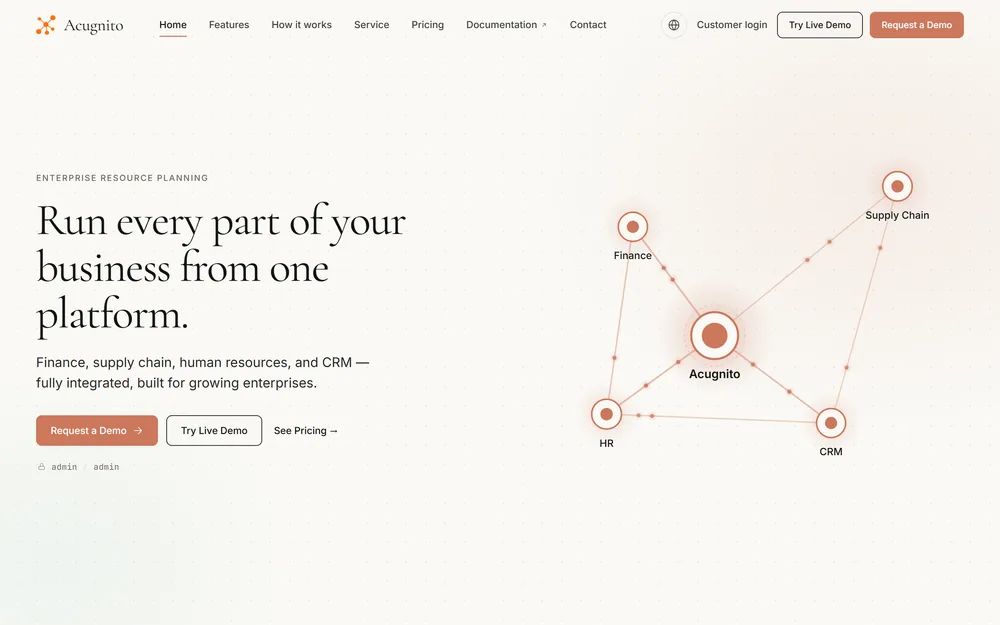 Acugnito
Home Features How it works Service Pricing Documentation ↗ Contact Customer login Try Live Demo Request a Demo
ENTERPRISE RESOURCE PLANNING
Run every part of your
business from one
platform.
Finance, supply chain, human resources, and CRM —
fully integrated, built for growing enterprises.
Request a Demo → Try Live Demo See Pricing →
admin / admin
Supply Chain
Finance
Acugnito
HR
CRM